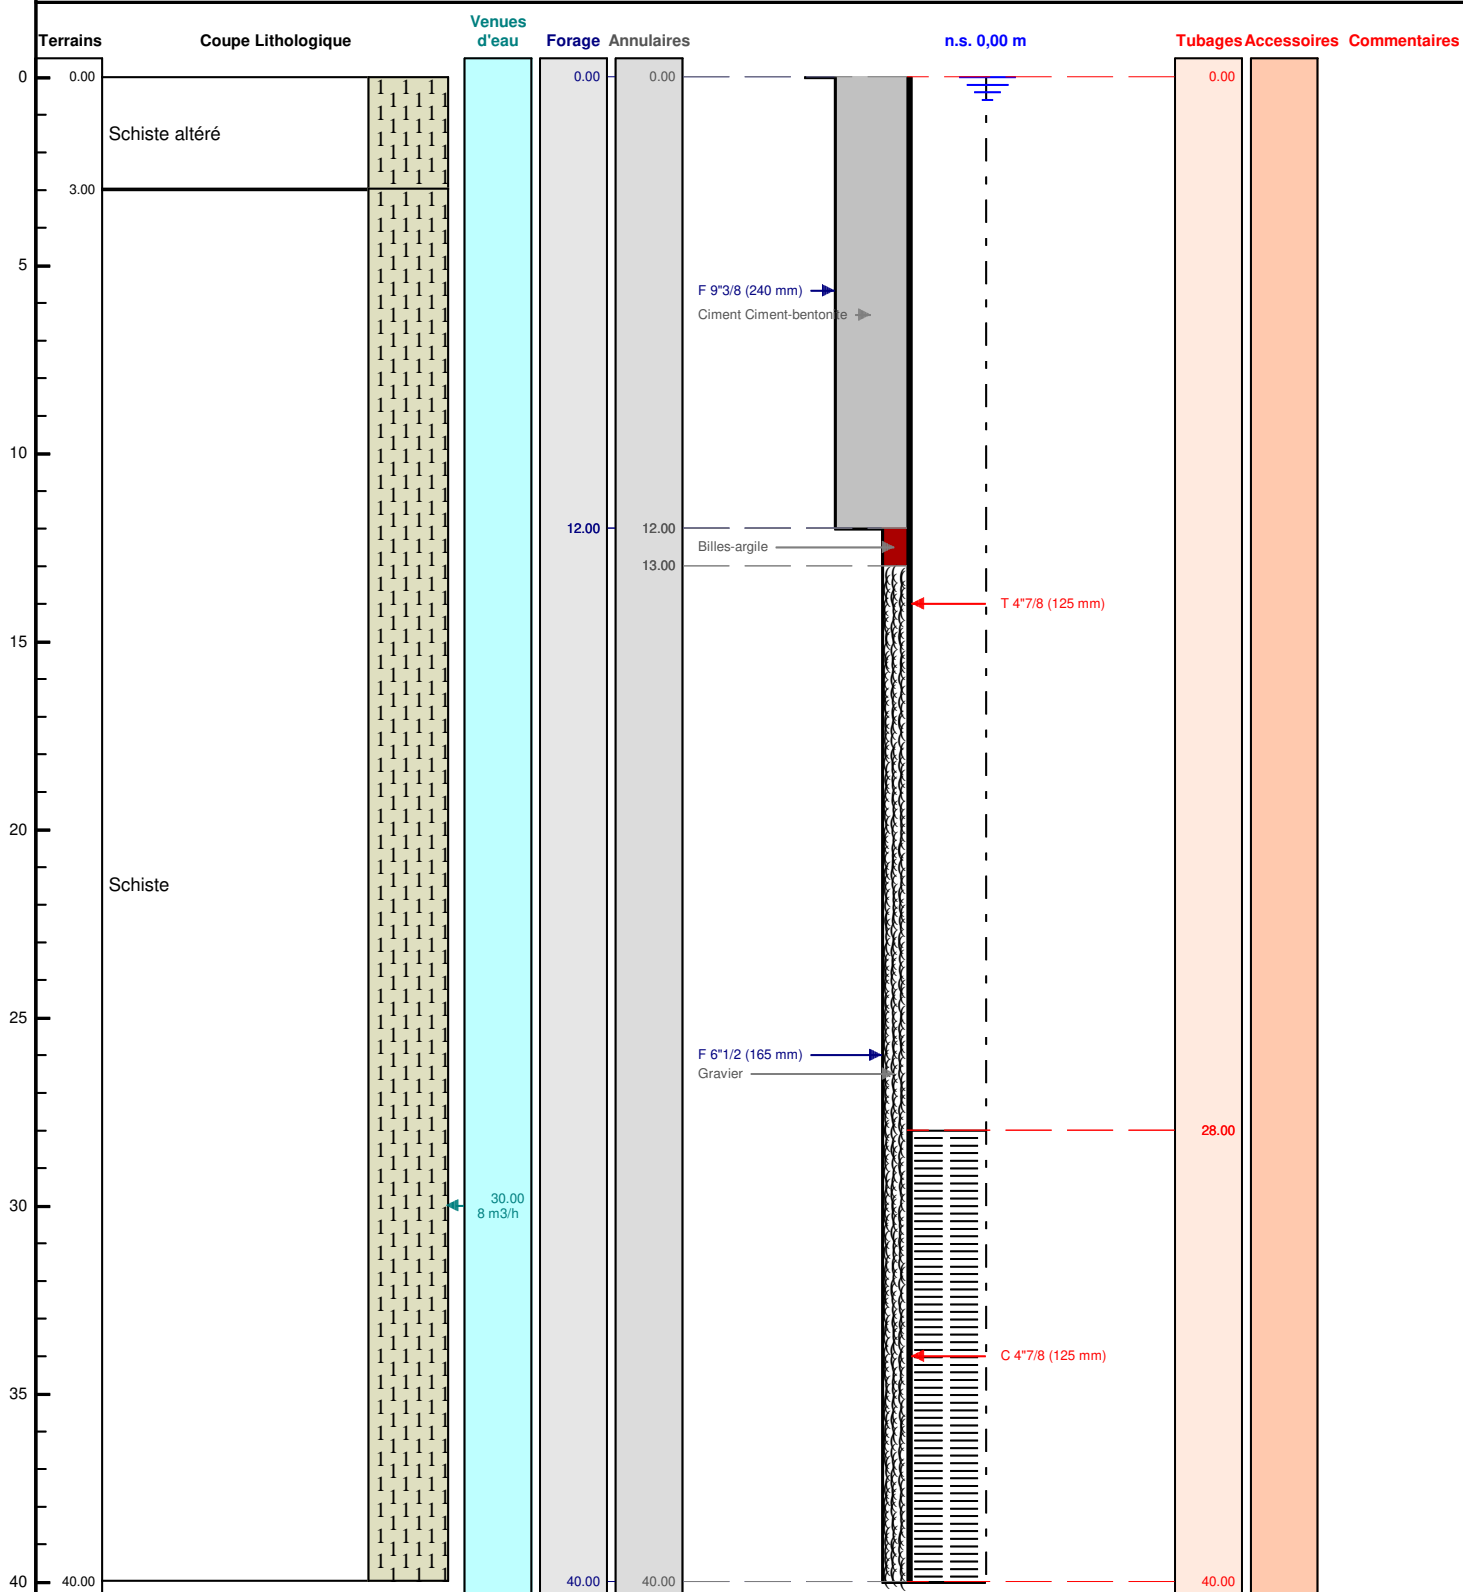 Terrains Coupe Lithologique Venues d'eau Forage Annulaires n.s. 0,00 m Tubages Accessoires Commentaires
0 0.00 0.00 0.00 0.00
Schiste altéré
3.00
5
F 9"3/8 (240 mm)
Ciment Ciment-bentonite
10
12.00 12.00
Billes-argile
13.00
T 4"7/8 (125 mm)
15
20
Schiste
25
F 6"1/2 (165 mm)
Gravier
28.00
30 30.00
8 m3/h
C 4"7/8 (125 mm)
35
40 40.00 40.00 40.00 40.00